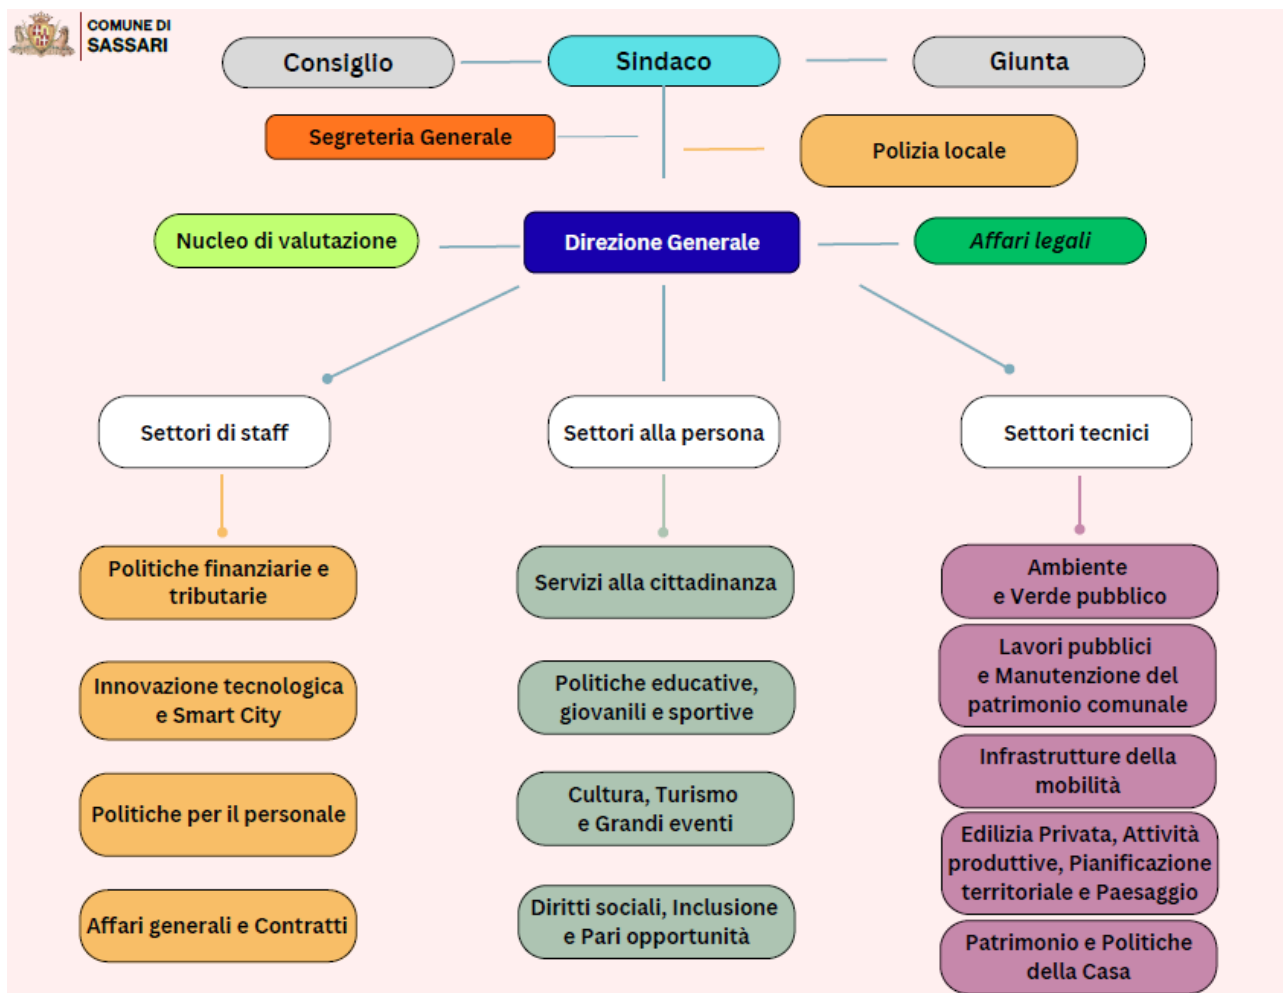 COMUNE DI
SASSARI
Consiglio
Sindaco
Giunta
Segreteria Generale
Polizia locale
Nucleo di valutazione
Direzione Generale
Affari legali
Settori di staff
Settori alla persona
Settori tecnici
Politiche finanziarie e
tributarie
Innovazione tecnologica
e Smart City
Politiche per il personale
Affari generali e Contratti
Servizi alla cittadinanza
Politiche educative,
giovanili e sportive
Cultura, Turismo
e Grandi eventi
Diritti sociali, Inclusione
e Pari opportunità
Ambiente
e Verde pubblico
Lavori pubblici
e Manutenzione del
patrimonio comunale
Infrastrutture della
mobilità
Edilizia Privata, Attività
produttive, Pianificazione
territoriale e Paesaggio
Patrimonio e Politiche
della Casa